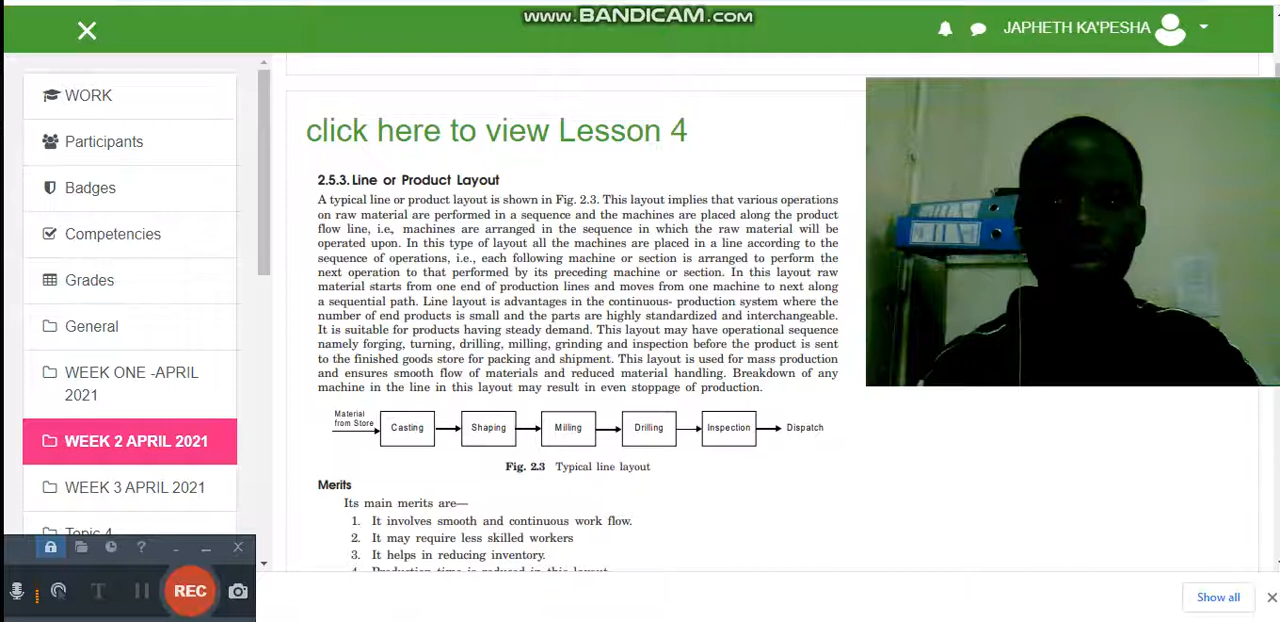 www.BANDICAM.com
JAPHETH KA'PESHA
WORK
Participants
Badges
Competencies
Grades
General
WEEK ONE -APRIL
2021
WEEK 2 APRIL 2021
WEEK 3 APRIL 2021
Topic 4
REC
click here to view Lesson 4
2.5.3. Line or Product Layout
A typical line or product layout is shown in Fig. 2.3. This layout implies that various operations
on raw material are performed in a sequence and the machines are placed along the product
flow line, i.e., machines are arranged in the sequence in which the raw material will be
operated upon. In this type of layout all the machines are placed in a line according to the
sequence of operations, i.e., each following machine or section is arranged to perform the
next operation to that performed by its preceding machine or section. In this layout raw
material starts from one end of production lines and moves from one machine to next along
a sequential path. Line layout is advantages in the continuous- production system where the
number of end products is small and the parts are highly standardized and interchangeable.
It is suitable for products having steady demand. This layout may have operational sequence
namely forging, turning, drilling, milling, grinding and inspection before the product is sent
to the finished goods store for packing and shipment. This layout is used for mass production
and ensures smooth flow of materials and reduced material handling. Breakdown of any
machine in the line in this layout may result in even stoppage of production.
Material
from Store
Casting
Shaping
Milling
Drilling
Inspection
Dispatch
Fig. 2.3 Typical line layout
Merits
Its main merits are—
1. It involves smooth and continuous work flow.
2. It may require less skilled workers
3. It helps in reducing inventory.
4. Production time is reduced in this layout
Show all